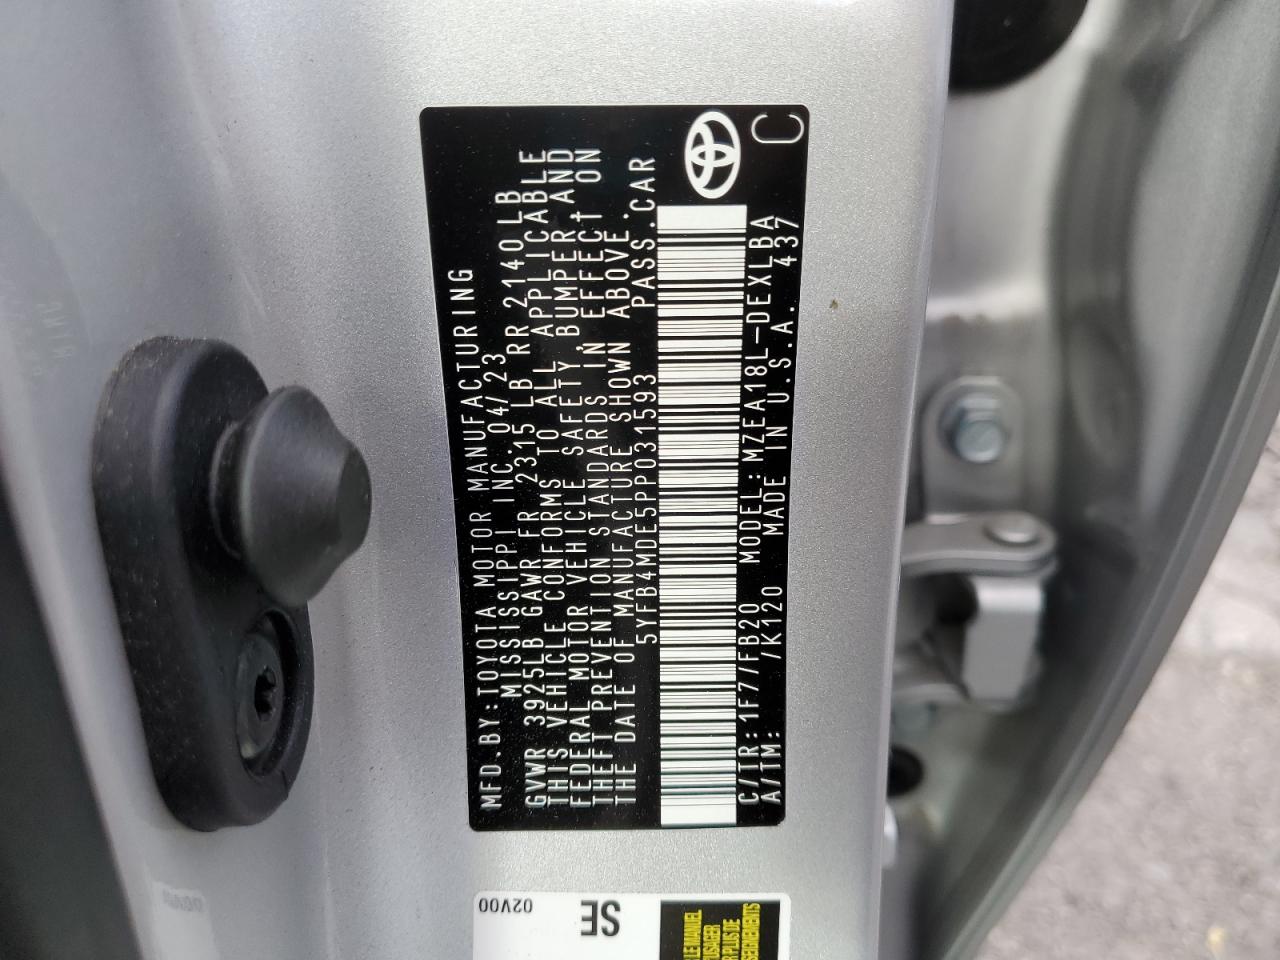 MFD.BY:TOYOTA MOTOR MANUFACTURING
MISSISSIPPI INC. 04/23
GVWR 3925LB GAWR FR 2315LB RR 2140LB
THIS VEHICLE CONFORMS TO ALL APPLICABLE
FEDERAL MOTOR VEHICLE SAFETY,BUMPER,AND
THEFT PREVENTION STANDARDS IN EFFECT ON
THE DATE OF MANUFACTURE SHOWN ABOVE.
5YFB4MDE5PP031593 PASS.CAR
C/TR:1F7/FB20 MODEL:MZEA18L-DEXLBA
A/TM: /K120 MADE IN U.S.A. 437
C
02V00
SE
LE MANUEL